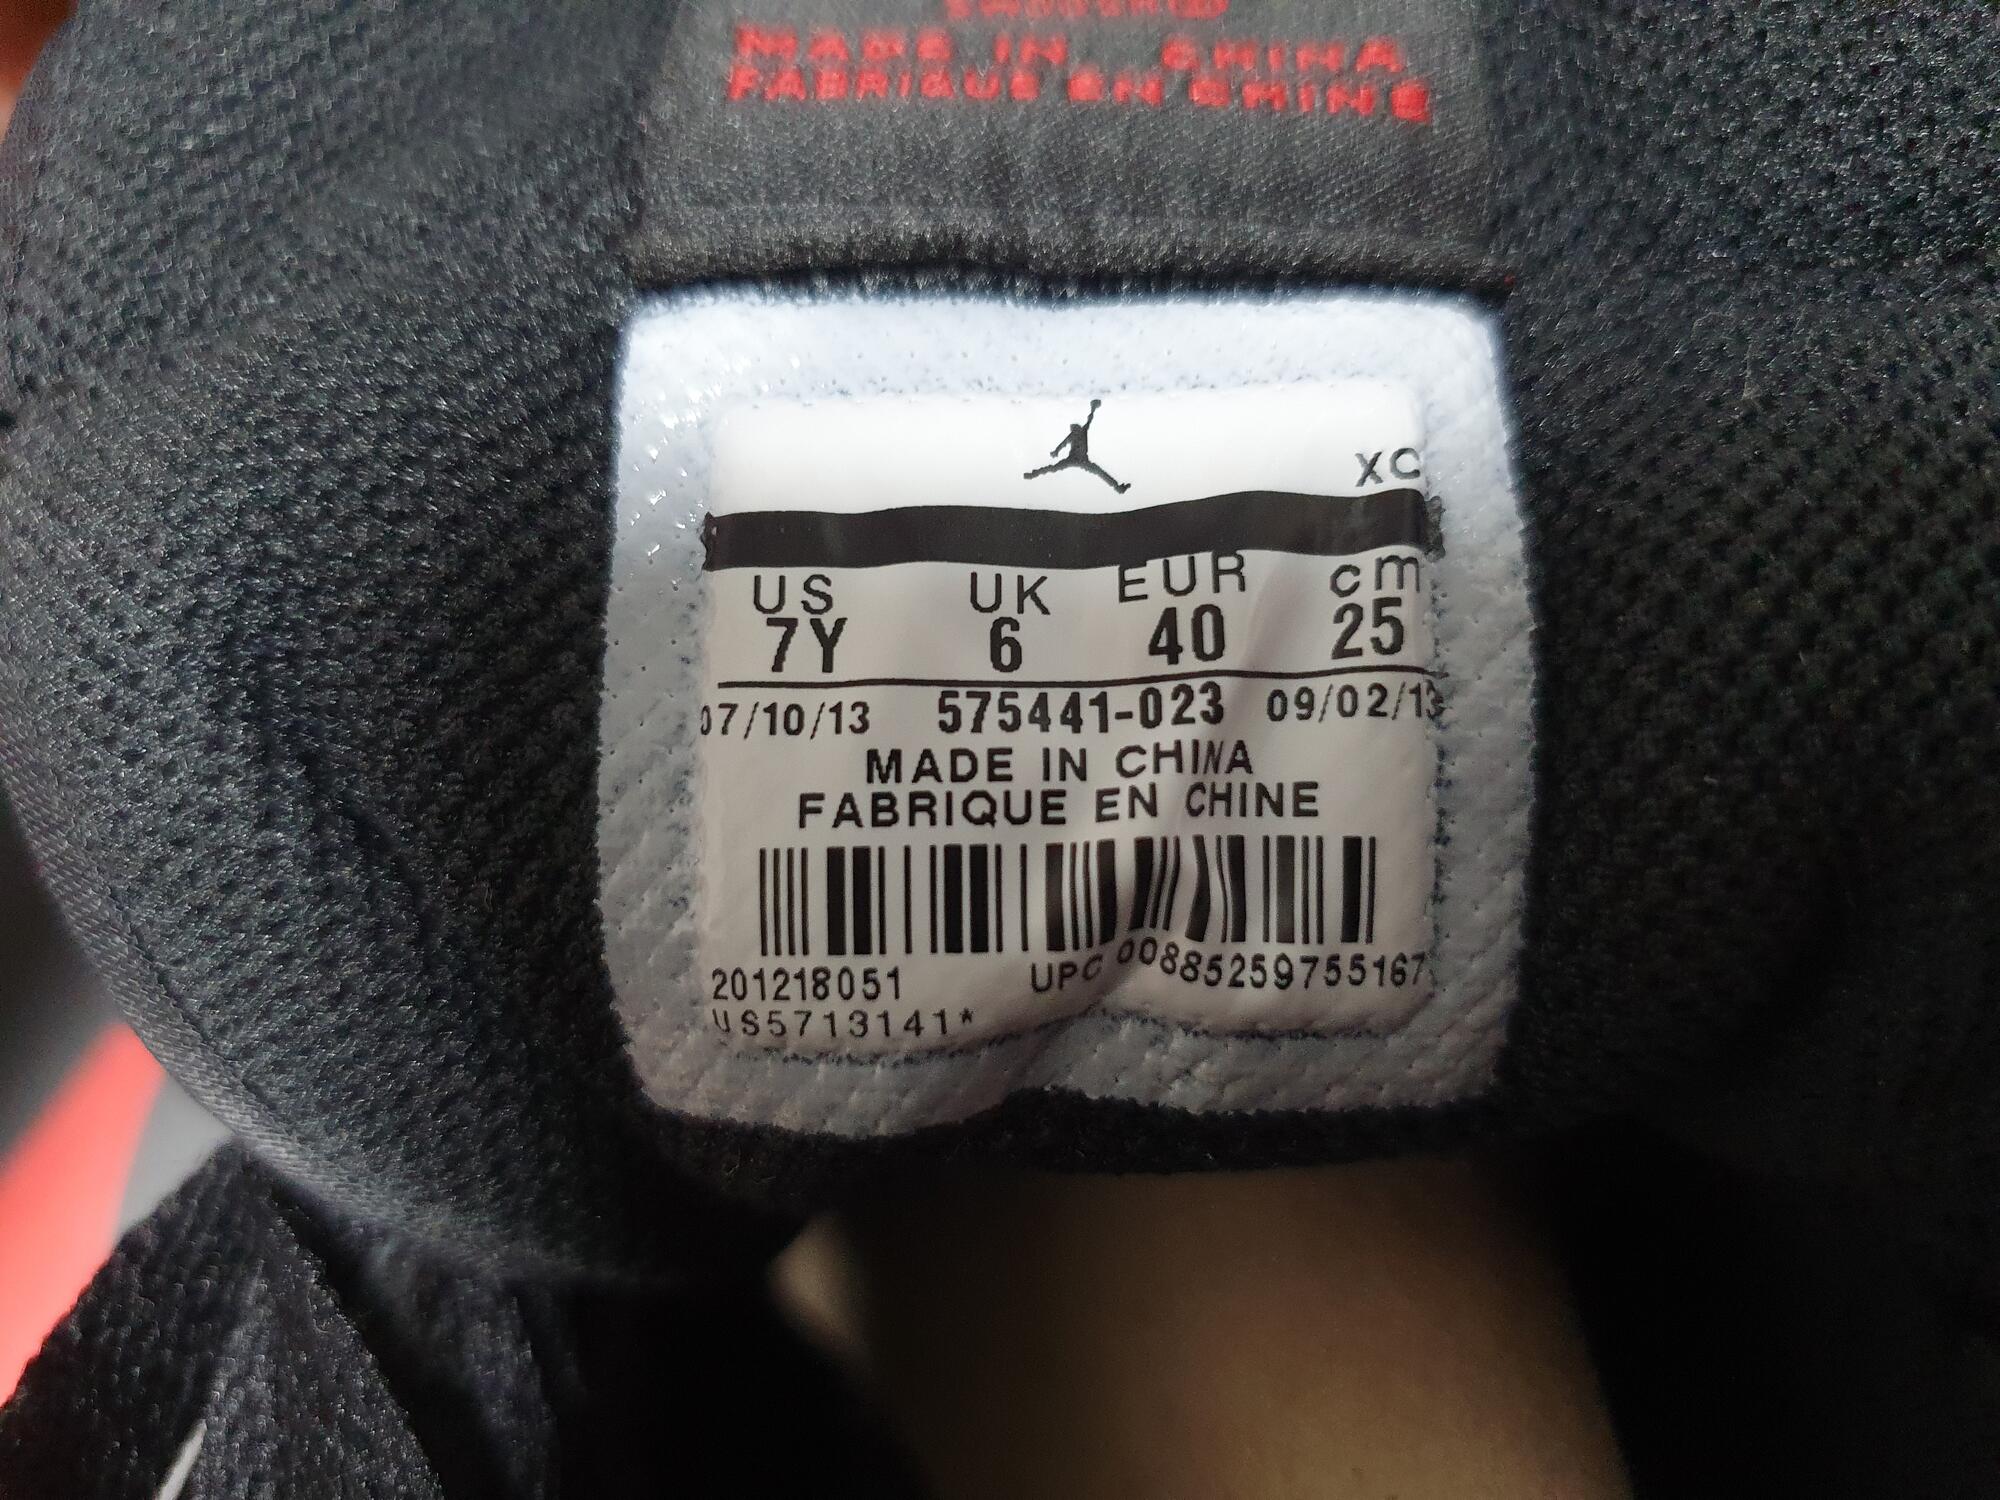 MADE IN CHINA
FABRIQUE EN CHINE
XC
US UK EUR cm
7Y 6 40 25
07/10/13 575441-023 09/02/13
MADE IN CHINA
FABRIQUE EN CHINE
201218051 UPC 00885259755167
US5713141*